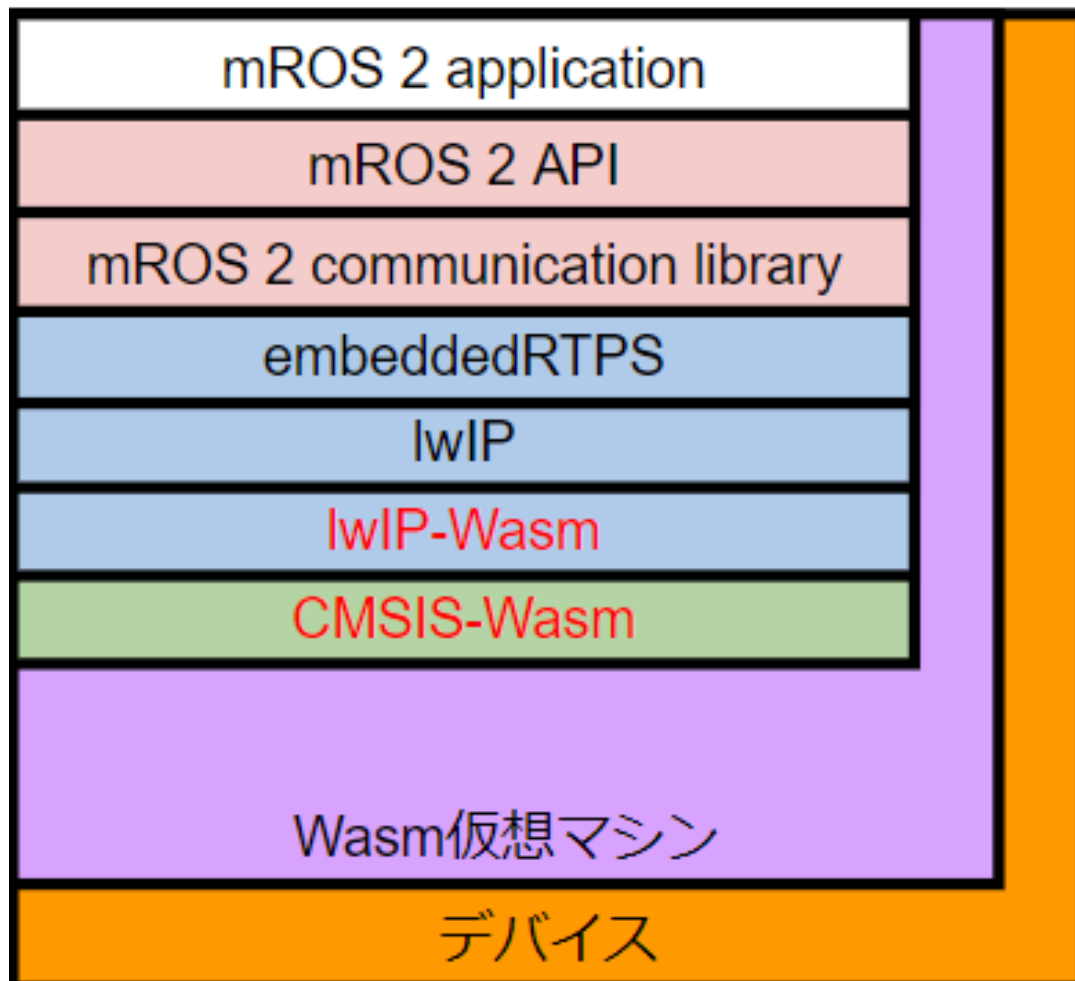 mROS 2 application
mROS 2 API
mROS 2 communication library
embeddedRTPS
lwIP
lwIP-Wasm
CMSIS-Wasm
Wasm仮想マシン
デバイス